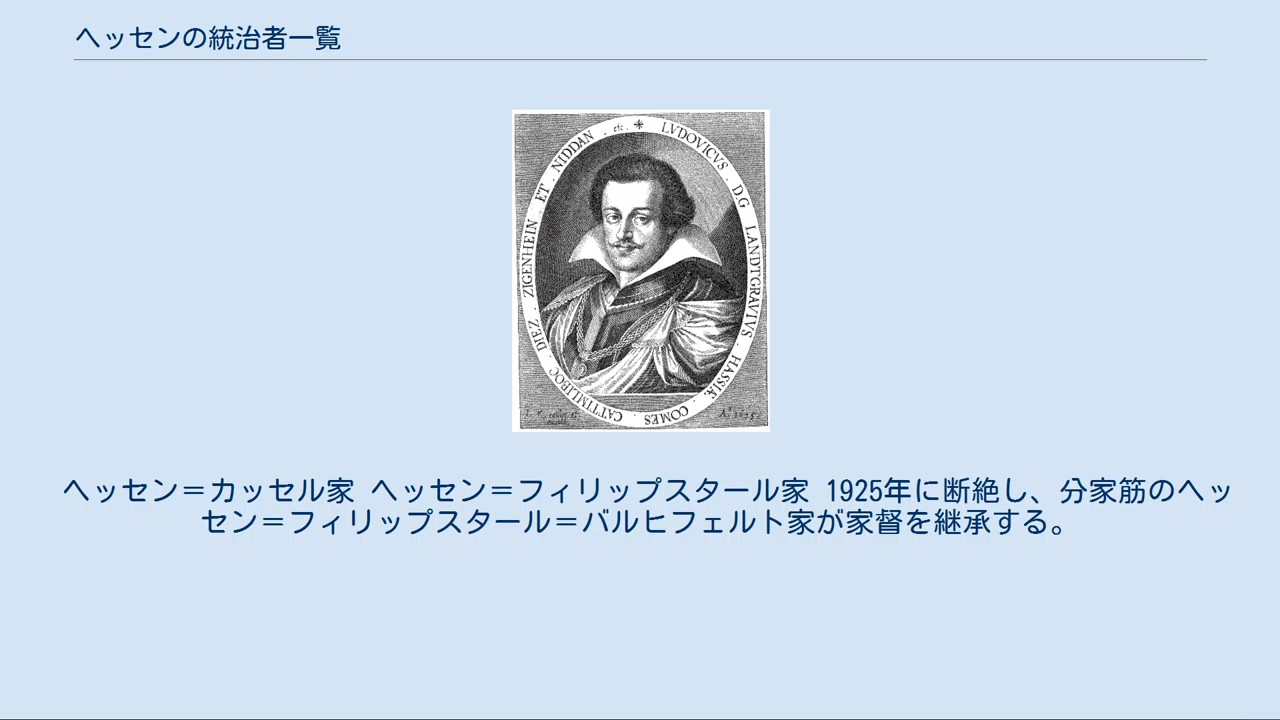 ヘッセンの統治者一覧
LVDOVICVS . D.G LANDTGRAVIVS . HASSIÆ COMES . CATTIMELIBOC . DIEZ . ZIGENHEIN . ET . NIDDAN . etc.
ヘッセン＝カッセル家 ヘッセン＝フィリップスタール家 1925年に断絶し、分家筋のヘッ
セン＝フィリップスタール＝バルヒフェルト家が家督を継承する。